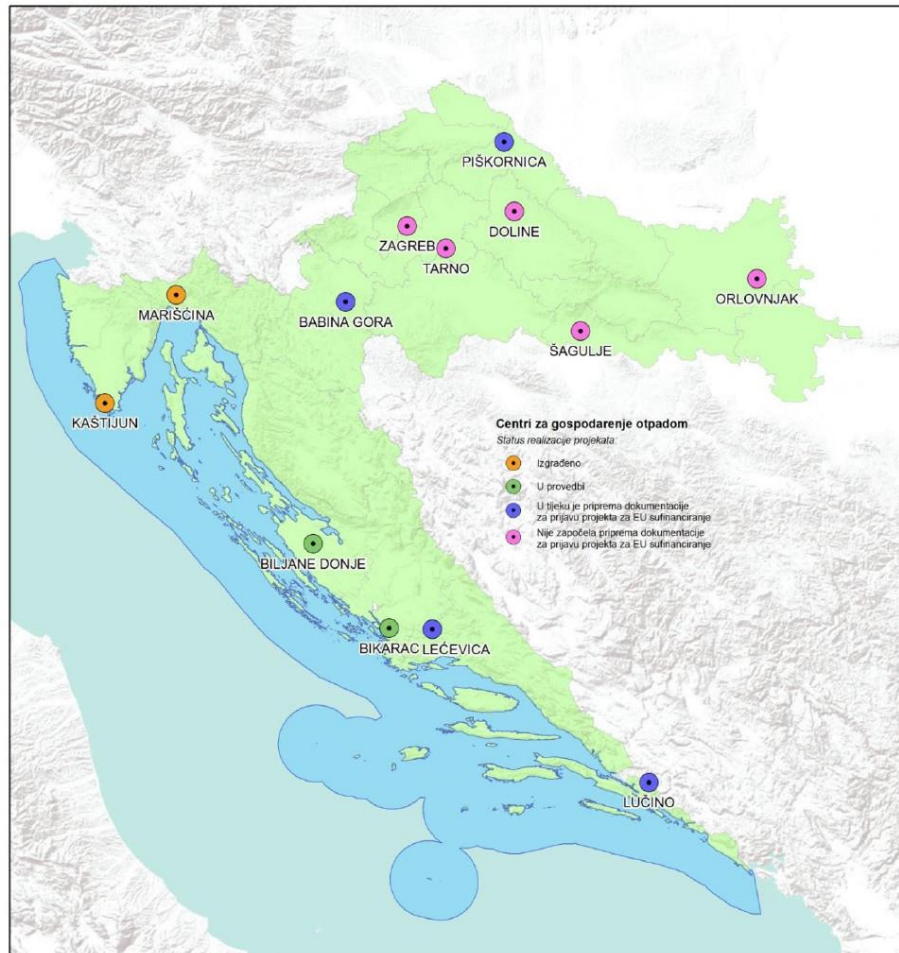 PIŠKORNICA
DOLINE
ZAGREB
TARNO
ORLOVNJAK
MARIŠĆINA
BABINA GORA
ŠAGULJE
KAŠTIJUN
Centri za gospodarenje otpadom
Status realizacije projekata:
Izgrađeno
U provedbi
U tijeku je priprema dokumentacije
za prijavu projekta za EU sufinanciranje
Nije započela priprema dokumentacije
za prijavu projekta za EU sufinanciranje
BILJANE DONJE
BIKARAC
LEĆEVICA
LUČINO